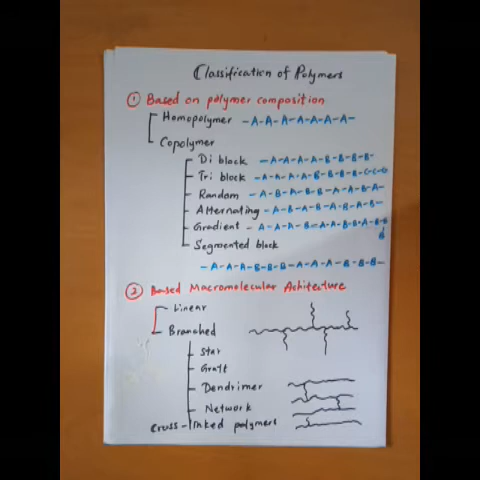 Classification of Polymers
① Based on polymer composition
Homopolymer -A-A-A-A-A-A-A-
Copolymer
Di block -A-A-A-A-B-B-B-B-
Tri block -A-A-A-A-B-B-B-B-C-C-C
Random -A-B-A-B-B-A-A-B-A-
Alternating -A-B-A-B-A-B-A-B-
Gradient -A-A-A-B-A-A-B-B-A-B-B
B
Segmented block
-A-A-A-B-B-B-A-A-A-B-B-B-
② Based Macromolecular Achitecture
Linear
Branched
Star
Graft
Dendrimer
Network
Cross-linked polymers